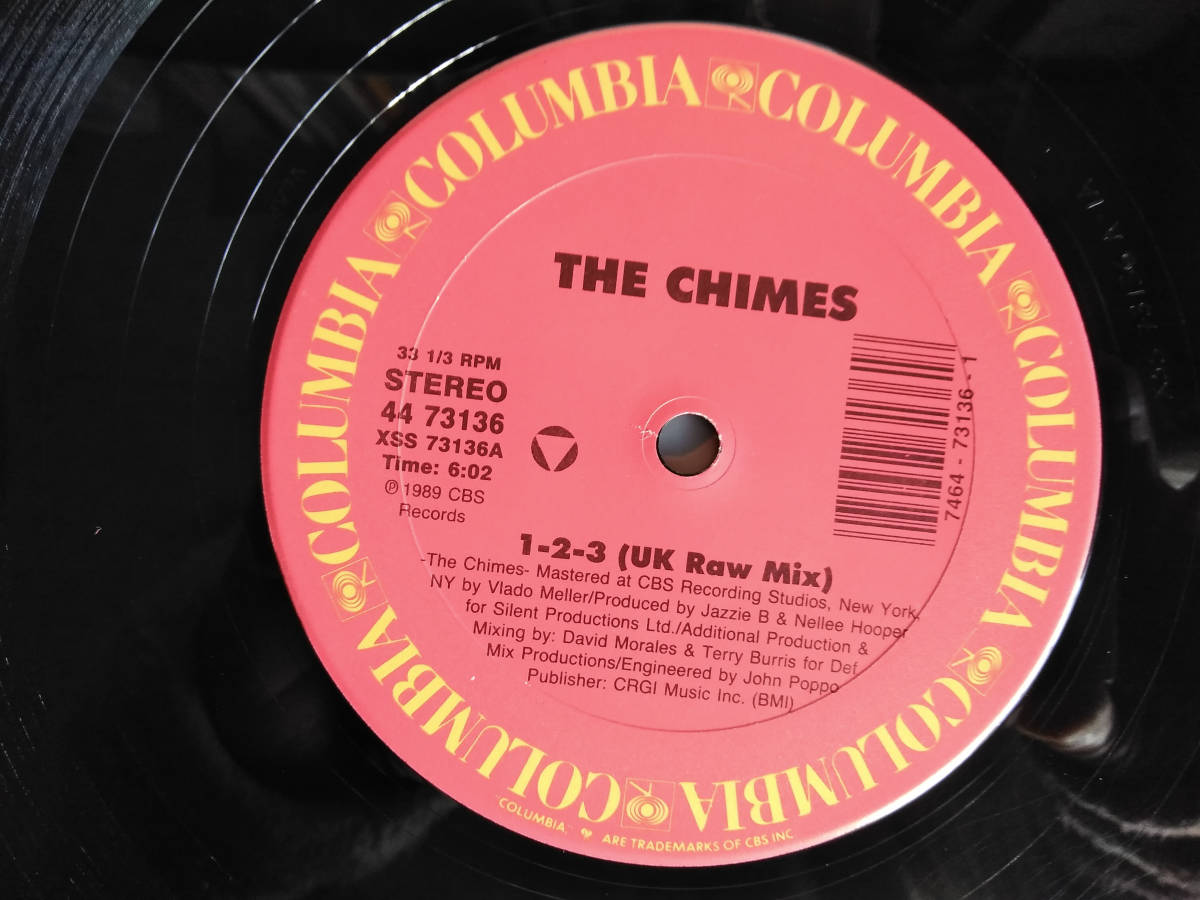 COLUMBIA COLUMBIA COLUMBIA COLUMBIA COLUMBIA COLUMBIA COLUMBIA COLUMBIA
THE CHIMES
33 1/3 RPM
STEREO
44 73136
XSS 73136A
Time: 6:02
℗ 1989 CBS
Records
7464 - 73136 - 1
1-2-3 (UK Raw Mix)
-The Chimes- Mastered at CBS Recording Studios, New York,
NY by Vlado Meller/Produced by Jazzie B & Nellee Hooper
for Silent Productions Ltd./Additional Production &
Mixing by: David Morales & Terry Burris for Def
Mix Productions/Engineered by John Poppo
Publisher: CRGI Music Inc. (BMI)
COLUMBIA, ARE TRADEMARKS OF CBS INC